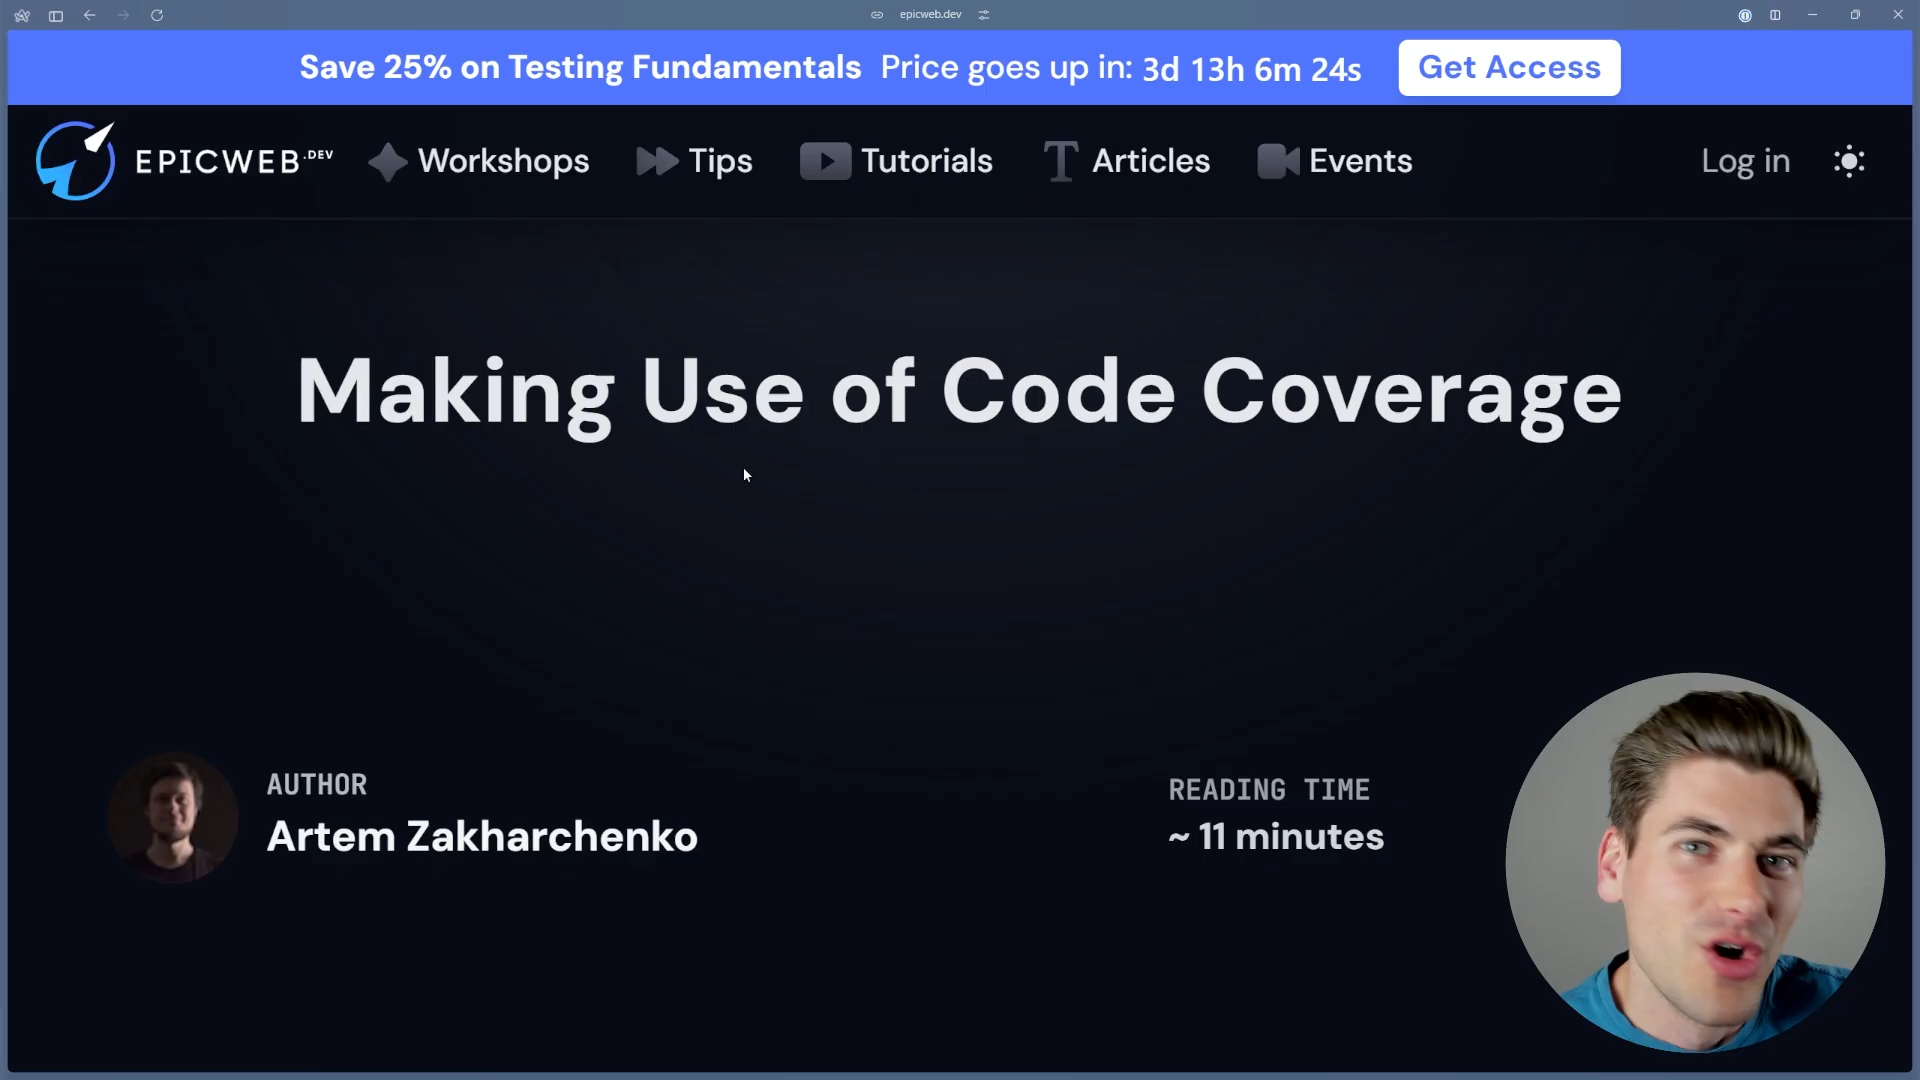 epicweb.dev
Save 25% on Testing Fundamentals Price goes up in: 3d 13h 6m 24s Get Access
EPICWEB.DEV Workshops Tips Tutorials Articles Events Log in
Making Use of Code Coverage
AUTHOR
Artem Zakharchenko
READING TIME
~ 11 minutes